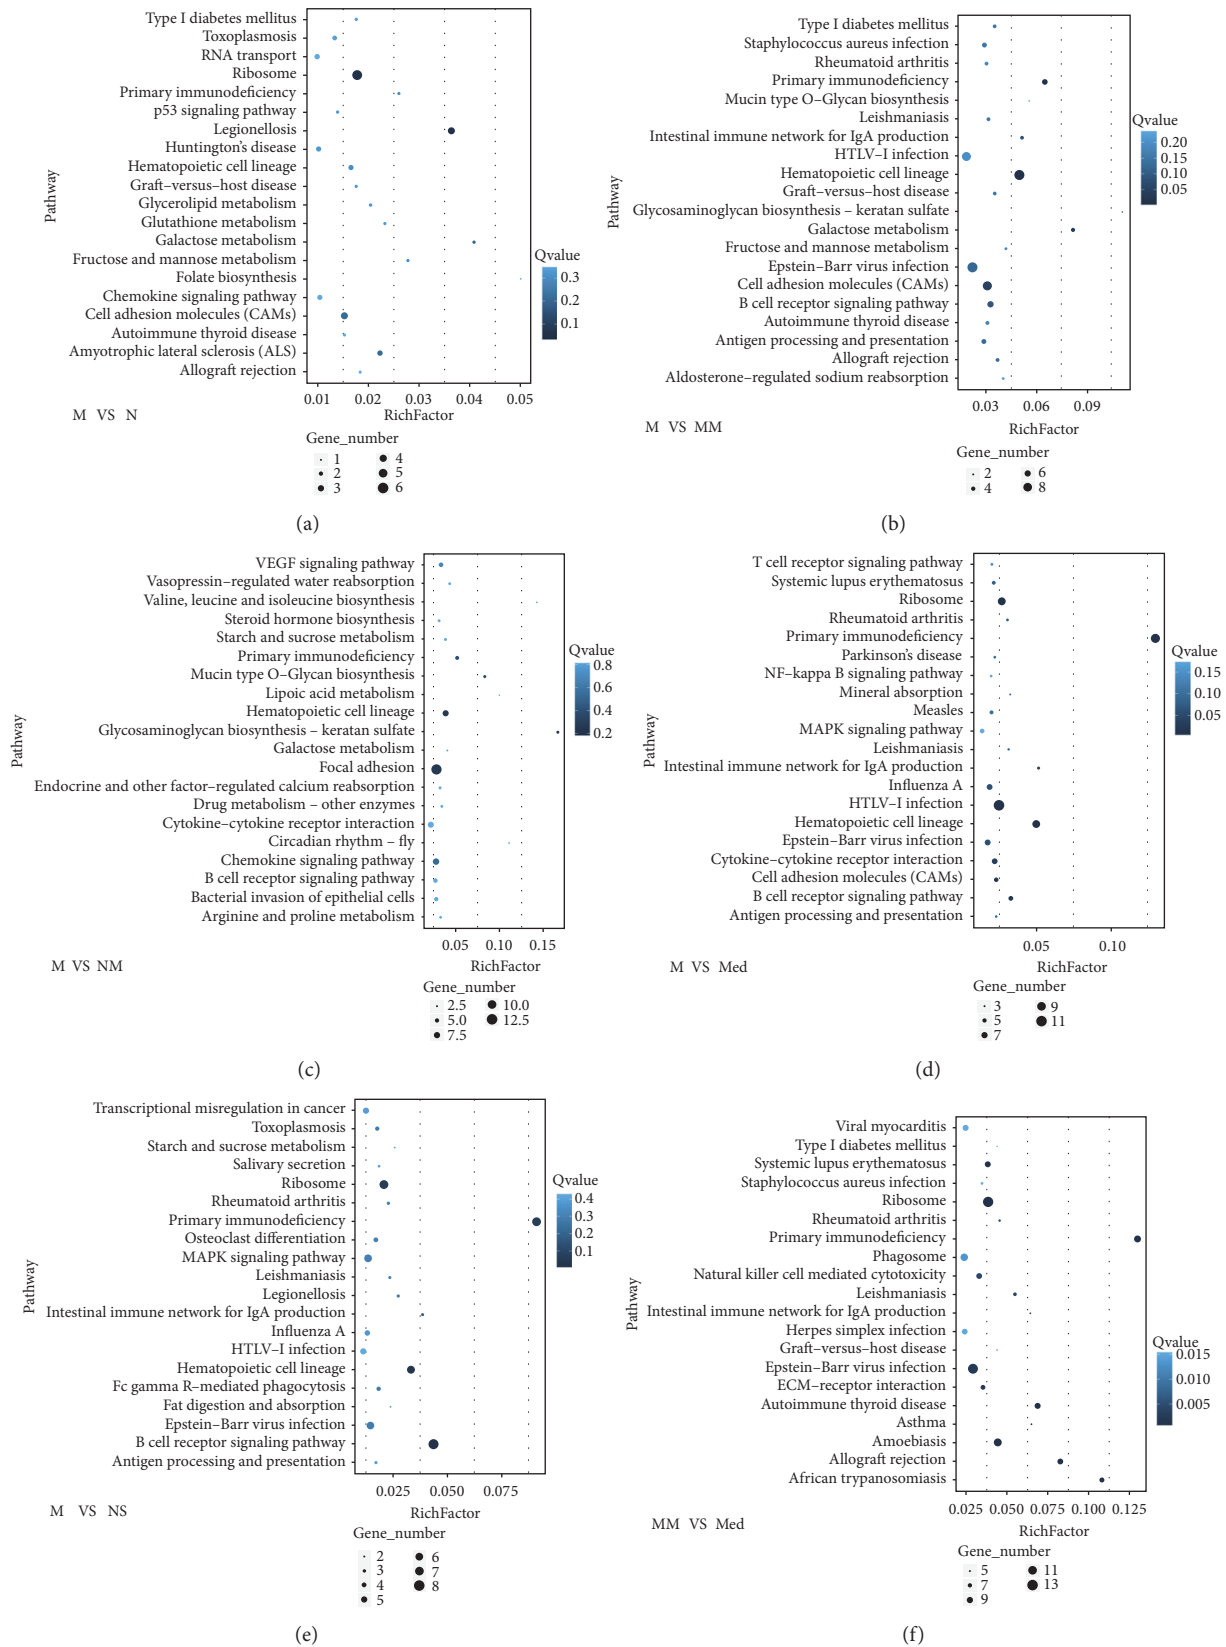 Type I diabetes mellitus
Toxoplasmosis
RNA transport
Ribosome
Primary immunodeficiency
p53 signaling pathway
Legionellosis
Huntington's disease
Hematopoietic cell lineage
Graft–versus–host disease
Glycerolipid metabolism
Glutathione metabolism
Galactose metabolism
Fructose and mannose metabolism
Folate biosynthesis
Chemokine signaling pathway
Cell adhesion molecules (CAMs)
Autoimmune thyroid disease
Amyotrophic lateral sclerosis (ALS)
Allograft rejection
Pathway
0.01 0.02 0.03 0.04 0.05
RichFactor
M VS N
Qvalue
0.3
0.2
0.1
Gene_number
1 4
2 5
3 6
(a)
Type I diabetes mellitus
Staphylococcus aureus infection
Rheumatoid arthritis
Primary immunodeficiency
Mucin type O–Glycan biosynthesis
Leishmaniasis
Intestinal immune network for IgA production
HTLV–I infection
Hematopoietic cell lineage
Graft–versus–host disease
Glycosaminoglycan biosynthesis – keratan sulfate
Galactose metabolism
Fructose and mannose metabolism
Epstein–Barr virus infection
Cell adhesion molecules (CAMs)
B cell receptor signaling pathway
Autoimmune thyroid disease
Antigen processing and presentation
Allograft rejection
Aldosterone–regulated sodium reabsorption
Pathway
0.03 0.06 0.09
RichFactor
M VS MM
Qvalue
0.20
0.15
0.10
0.05
Gene_number
2 6
4 8
(b)
VEGF signaling pathway
Vasopressin–regulated water reabsorption
Valine, leucine and isoleucine biosynthesis
Steroid hormone biosynthesis
Starch and sucrose metabolism
Primary immunodeficiency
Mucin type O–Glycan biosynthesis
Lipoic acid metabolism
Hematopoietic cell lineage
Glycosaminoglycan biosynthesis – keratan sulfate
Galactose metabolism
Focal adhesion
Endocrine and other factor–regulated calcium reabsorption
Drug metabolism – other enzymes
Cytokine–cytokine receptor interaction
Circadian rhythm – fly
Chemokine signaling pathway
B cell receptor signaling pathway
Bacterial invasion of epithelial cells
Arginine and proline metabolism
Pathway
0.05 0.10 0.15
RichFactor
M VS NM
Qvalue
0.8
0.6
0.4
0.2
Gene_number
2.5 10.0
5.0 12.5
7.5
(c)
T cell receptor signaling pathway
Systemic lupus erythematosus
Ribosome
Rheumatoid arthritis
Primary immunodeficiency
Parkinson's disease
NF–kappa B signaling pathway
Mineral absorption
Measles
MAPK signaling pathway
Leishmaniasis
Intestinal immune network for IgA production
Influenza A
HTLV–I infection
Hematopoietic cell lineage
Epstein–Barr virus infection
Cytokine–cytokine receptor interaction
Cell adhesion molecules (CAMs)
B cell receptor signaling pathway
Antigen processing and presentation
Pathway
0.05 0.10
RichFactor
M VS Med
Qvalue
0.15
0.10
0.05
Gene_number
3 9
5 11
7
(d)
Transcriptional misregulation in cancer
Toxoplasmosis
Starch and sucrose metabolism
Salivary secretion
Ribosome
Rheumatoid arthritis
Primary immunodeficiency
Osteoclast differentiation
MAPK signaling pathway
Leishmaniasis
Legionellosis
Intestinal immune network for IgA production
Influenza A
HTLV–I infection
Hematopoietic cell lineage
Fc gamma R–mediated phagocytosis
Fat digestion and absorption
Epstein–Barr virus infection
B cell receptor signaling pathway
Antigen processing and presentation
Pathway
0.025 0.050 0.075
RichFactor
M VS NS
Qvalue
0.4
0.3
0.2
0.1
Gene_number
2 6
3 7
4 8
5
(e)
Viral myocarditis
Type I diabetes mellitus
Systemic lupus erythematosus
Staphylococcus aureus infection
Ribosome
Rheumatoid arthritis
Primary immunodeficiency
Phagosome
Natural killer cell mediated cytotoxicity
Leishmaniasis
Intestinal immune network for IgA production
Herpes simplex infection
Graft–versus–host disease
Epstein–Barr virus infection
ECM–receptor interaction
Autoimmune thyroid disease
Asthma
Amoebiasis
Allograft rejection
African trypanosomiasis
Pathway
0.025 0.050 0.075 0.100 0.125
RichFactor
MM VS Med
Qvalue
0.015
0.010
0.005
Gene_number
5 11
7 13
9
(f)